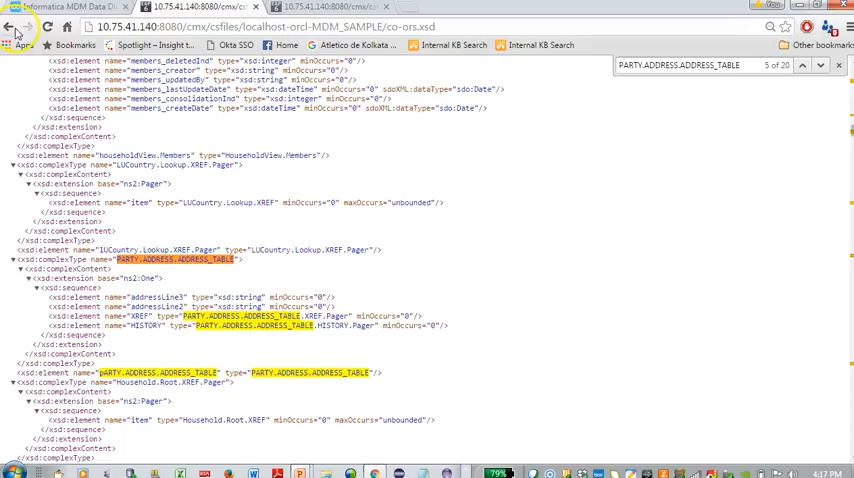 Informatica MDM Data Di
10.75.41.140:8080/cmx/cs
10.75.41.140:8080/cmx/cs
You
10.75.41.140:8080/cmx/csfiles/localhost-orcl-MDM_SAMPLE/co-ors.xsd
Apps Bookmarks Spotlight – Insight t... Okta SSO Home Atletico de Kolkata ... Internal KB Search Internal KB Search Other bookmarks
PARTY.ADDRESS.ADDRESS_TABLE 5 of 20
<xsd:element name="members_deletedInd" type="xsd:integer" minOccurs="0"/>
<xsd:element name="members_creator" type="xsd:string" minOccurs="0"/>
<xsd:element name="members_updatedBy" type="xsd:string" minOccurs="0"/>
<xsd:element name="members_lastUpdateDate" type="xsd:dateTime" minOccurs="0" sdoXML:dataType="sdo:Date"/>
<xsd:element name="members_consolidationInd" type="xsd:integer" minOccurs="0"/>
<xsd:element name="members_createDate" type="xsd:dateTime" minOccurs="0" sdoXML:dataType="sdo:Date"/>
</xsd:sequence>
</xsd:extension>
</xsd:complexContent>
</xsd:complexType>
<xsd:element name="householdView.Members" type="HouseholdView.Members"/>
<xsd:complexType name="LUCountry.Lookup.XREF.Pager">
<xsd:complexContent>
<xsd:extension base="ns2:Pager">
<xsd:sequence>
<xsd:element name="item" type="LUCountry.Lookup.XREF" minOccurs="0" maxOccurs="unbounded"/>
</xsd:sequence>
</xsd:extension>
</xsd:complexContent>
</xsd:complexType>
<xsd:element name="lUCountry.Lookup.XREF.Pager" type="LUCountry.Lookup.XREF.Pager"/>
<xsd:complexType name="PARTY.ADDRESS.ADDRESS_TABLE">
<xsd:complexContent>
<xsd:extension base="ns2:One">
<xsd:sequence>
<xsd:element name="addressLine3" type="xsd:string" minOccurs="0"/>
<xsd:element name="addressLine2" type="xsd:string" minOccurs="0"/>
<xsd:element name="XREF" type="PARTY.ADDRESS.ADDRESS_TABLE.XREF.Pager" minOccurs="0"/>
<xsd:element name="HISTORY" type="PARTY.ADDRESS.ADDRESS_TABLE.HISTORY.Pager" minOccurs="0"/>
</xsd:sequence>
</xsd:extension>
</xsd:complexContent>
</xsd:complexType>
<xsd:element name="pARTY.ADDRESS.ADDRESS_TABLE" type="PARTY.ADDRESS.ADDRESS_TABLE"/>
<xsd:complexType name="Household.Root.XREF.Pager">
<xsd:complexContent>
<xsd:extension base="ns2:Pager">
<xsd:sequence>
<xsd:element name="item" type="Household.Root.XREF" minOccurs="0" maxOccurs="unbounded"/>
</xsd:sequence>
</xsd:extension>
</xsd:complexContent>
</xsd:complexType>
79% 4:17 PM